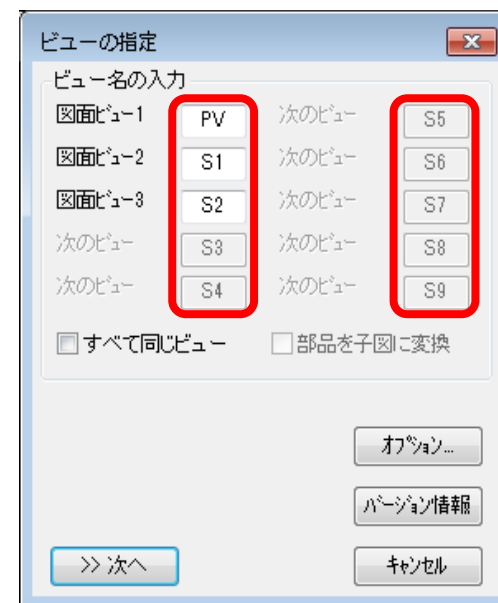 ビューの指定
ビュー名の入力
図面ﾋﾞｭｰ1 PV 次のﾋﾞｭｰ S5
図面ﾋﾞｭｰ2 S1 次のﾋﾞｭｰ S6
図面ﾋﾞｭｰ3 S2 次のﾋﾞｭｰ S7
次のﾋﾞｭｰ S3 次のﾋﾞｭｰ S8
次のﾋﾞｭｰ S4 次のﾋﾞｭｰ S9
すべて同じビュー 部品を子図に変換
ｵﾌﾟｼｮﾝ...
ﾊﾞｰｼﾞｮﾝ情報
>> 次へ ｷｬﾝｾﾙ